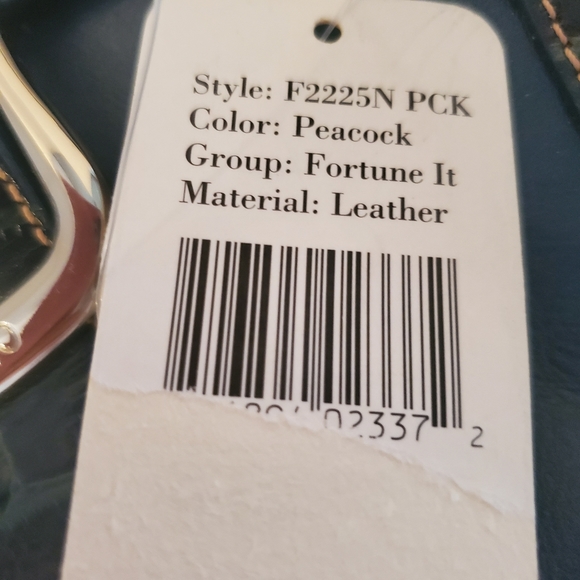 Style: F2225N PCK
Color: Peacock
Group: Fortune It
Material: Leather
02337 2